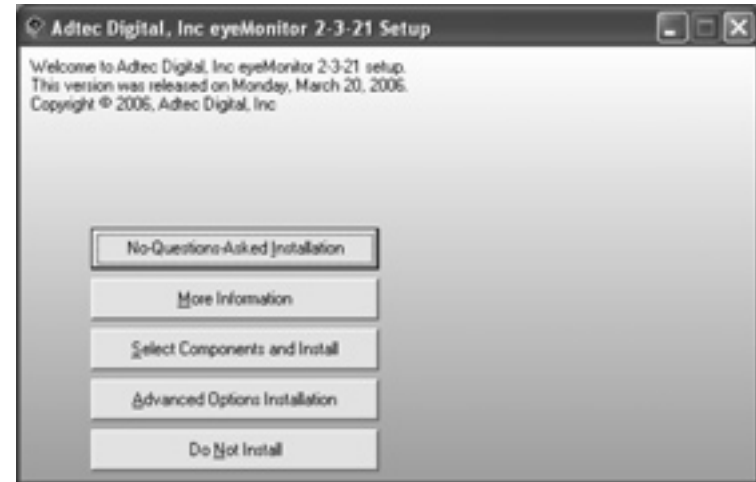 Adtec Digital, Inc eyeMonitor 2-3-21 Setup
Welcome to Adtec Digital, Inc eyeMonitor 2-3-21 setup.
This version was released on Monday, March 20, 2006.
Copyright © 2006, Adtec Digital, Inc
No-Questions-Asked Installation
More Information
Select Components and Install
Advanced Options Installation
Do Not Install